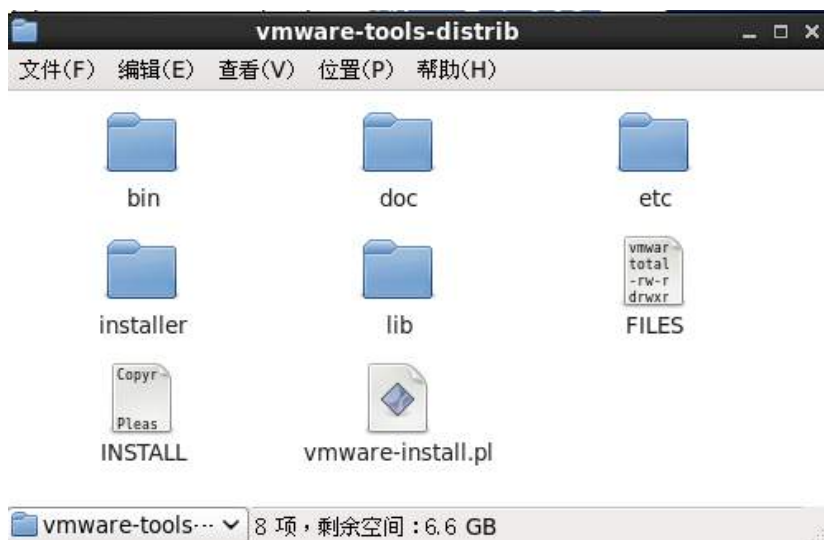 vmware-tools-distrib
文件(F) 编辑(E) 查看(V) 位置(P) 帮助(H)
bin doc etc
vmwar
total
-rw-r
drwxr
installer lib FILES
Copyr
Pleas
INSTALL vmware-install.pl
vmware-tools-··· 8 项，剩余空间：6.6 GB